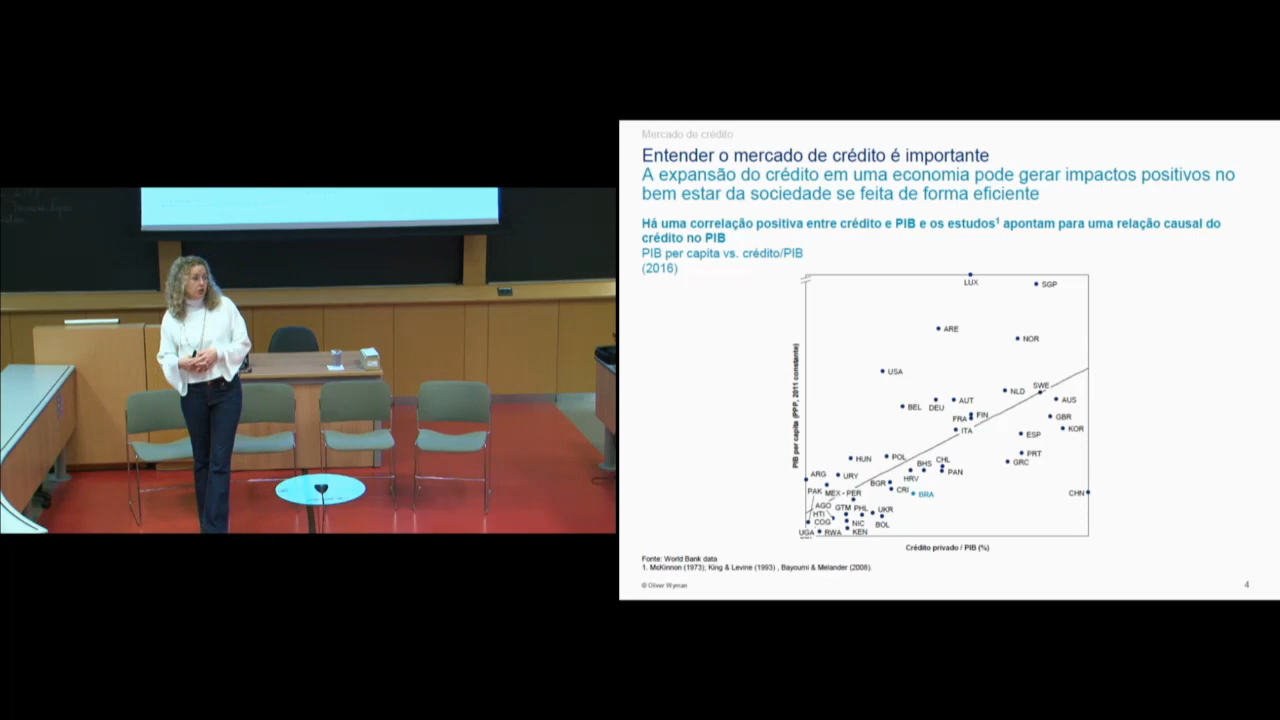 Mercado de crédito
Entender o mercado de crédito é importante
A expansão do crédito em uma economia pode gerar impactos positivos no
bem estar da sociedade se feita de forma eficiente
Há uma correlação positiva entre crédito e PIB e os estudos¹ apontam para uma relação causal do
crédito no PIB
PIB per capita vs. crédito/PIB
(2016)
PIB per capita (PPP, 2011 constante)
LUX
SGP
ARE
NOR
USA
NLD
SWE
BEL
DEU
AUT
AUS
FRA
FIN
GBR
ITA
ESP
KOR
HUN
POL
PRT
BHS
CHL
GRC
ARG
URY
HRV
PAN
BGR
CRI
BRA
CHN
PAK
MEX
PER
AGO
GTM
PHL
UKR
HTI
COG
NIC
BOL
UGA
RWA
KEN
Crédito privado / PIB (%)
Fonte: World Bank data
1. McKinnon (1973); King & Levine (1993) , Bayoumi & Melander (2008).
© Oliver Wyman
4